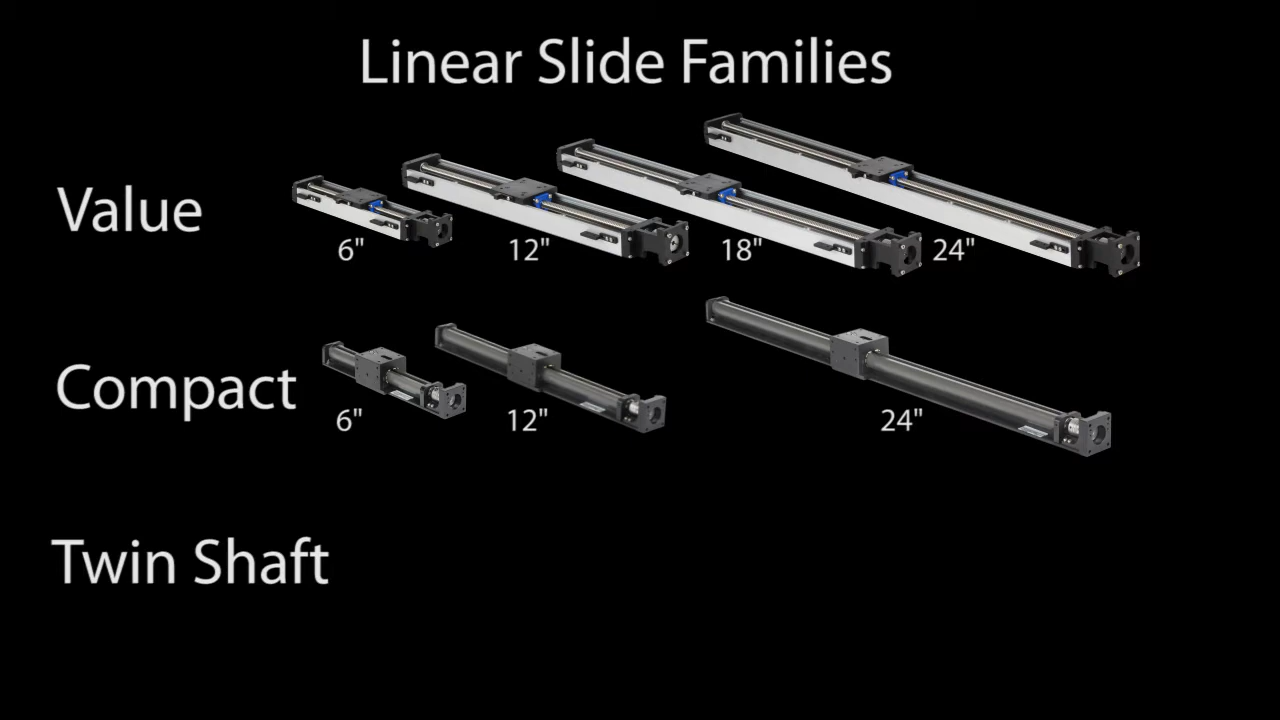 Linear Slide Families
Value
6"
12"
18"
24"
Compact
6"
12"
24"
Twin Shaft